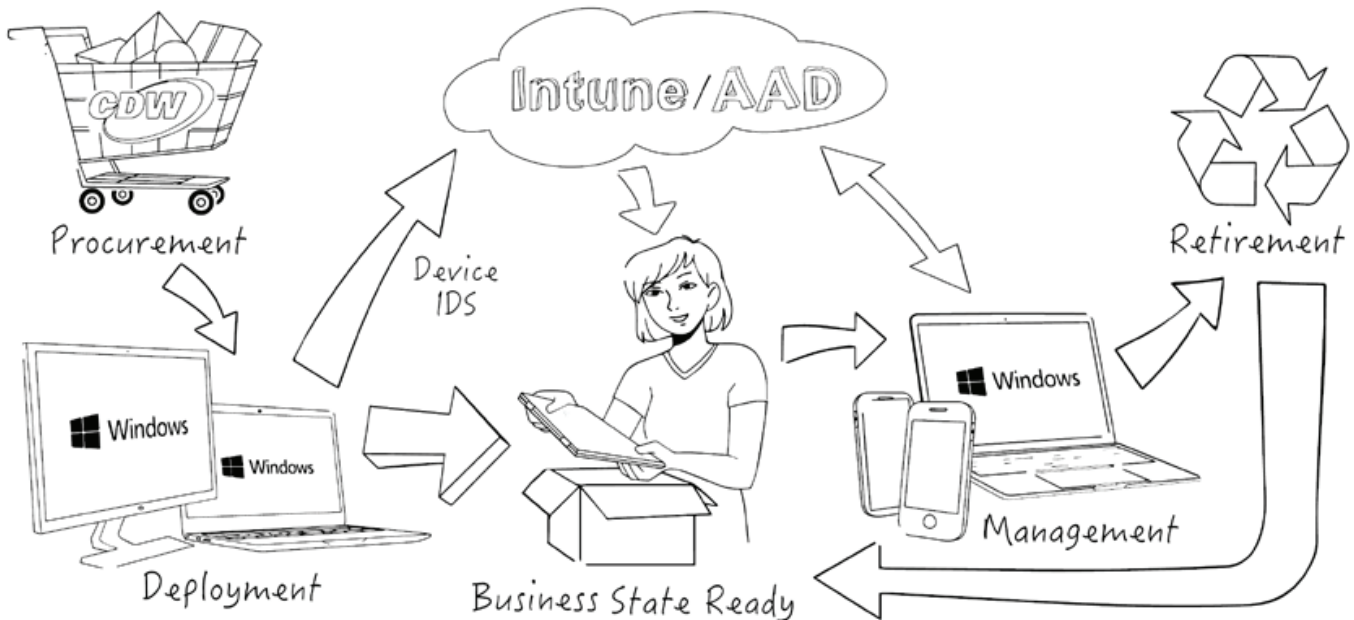 CDW
Intune/AAD
Procurement
Retirement
Device
IDS
Windows
Windows
Windows
Deployment
Business State Ready
Management